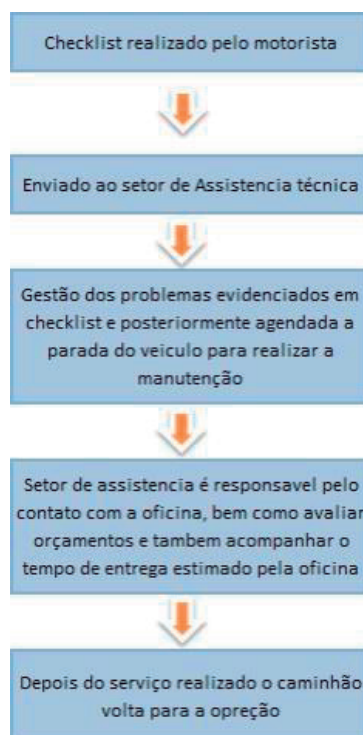 Checklist realizado pelo motorista
Enviado ao setor de Assistencia técnica
Gestão dos problemas evidenciados em
checklist e posteriormente agendada a
parada do veiculo para realizar a
manutenção
Setor de assistencia é responsavel pelo
contato com a oficina, bem como avaliar
orçamentos e tambem acompanhar o
tempo de entrega estimado pela oficina
Depois do serviço realizado o caminhão
volta para a opreção